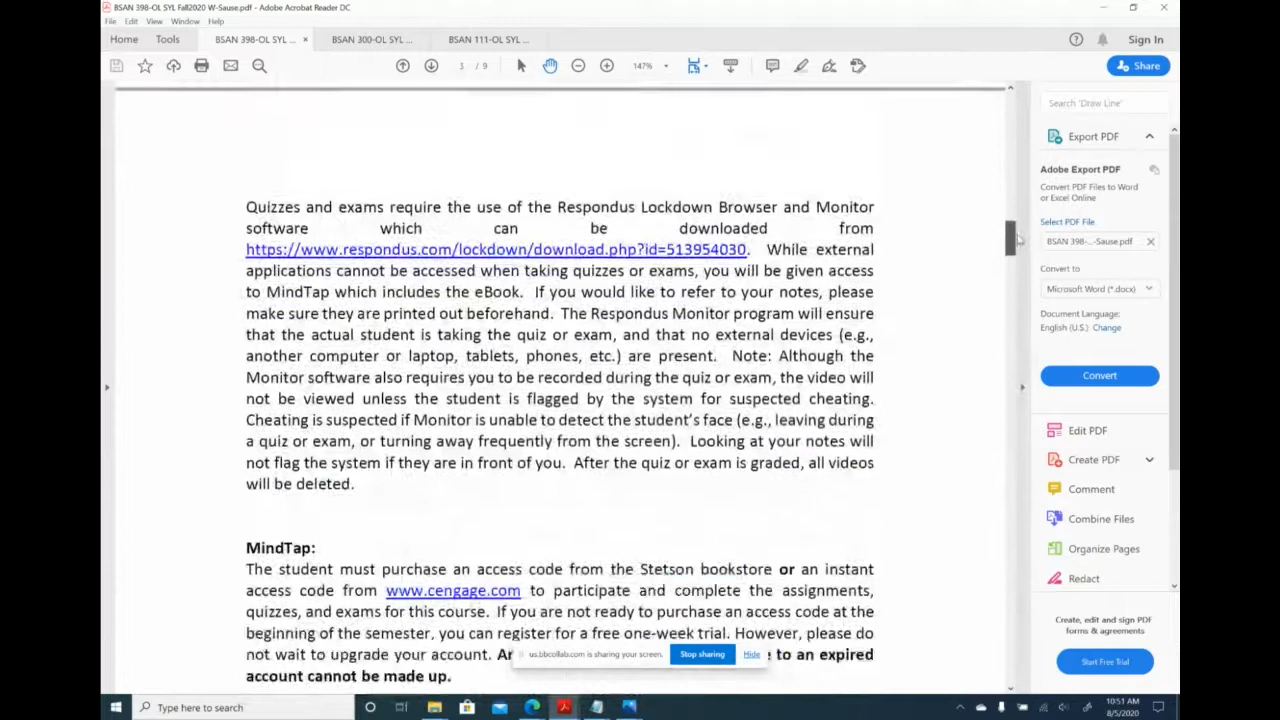 BSAN 398-OL SYL Fall2020 W-Sause.pdf - Adobe Acrobat Reader DC
File Edit View Window Help
Home Tools BSAN 398-OL SYL ... × BSAN 300-OL SYL ... BSAN 111-OL SYL ... Sign In
3 / 9 147% Share
Search 'Draw Line'
Export PDF
Adobe Export PDF
Convert PDF Files to Word
or Excel Online
Select PDF File
BSAN 398-...-Sause.pdf
Convert to
Microsoft Word (*.docx)
Document Language:
English (U.S.) Change
Convert
Edit PDF
Create PDF
Comment
Combine Files
Organize Pages
Redact
Create, edit and sign PDF
forms & agreements
Start Free Trial
Quizzes and exams require the use of the Respondus Lockdown Browser and Monitor
software which can be downloaded from
https://www.respondus.com/lockdown/download.php?id=513954030. While external
applications cannot be accessed when taking quizzes or exams, you will be given access
to MindTap which includes the eBook. If you would like to refer to your notes, please
make sure they are printed out beforehand. The Respondus Monitor program will ensure
that the actual student is taking the quiz or exam, and that no external devices (e.g.,
another computer or laptop, tablets, phones, etc.) are present. Note: Although the
Monitor software also requires you to be recorded during the quiz or exam, the video will
not be viewed unless the student is flagged by the system for suspected cheating.
Cheating is suspected if Monitor is unable to detect the student's face (e.g., leaving during
a quiz or exam, or turning away frequently from the screen). Looking at your notes will
not flag the system if they are in front of you. After the quiz or exam is graded, all videos
will be deleted.
MindTap:
The student must purchase an access code from the Stetson bookstore or an instant
access code from www.cengage.com to participate and complete the assignments,
quizzes, and exams for this course. If you are not ready to purchase an access code at the
beginning of the semester, you can register for a free one-week trial. However, please do
not wait to upgrade your account. to an expired
account cannot be made up.
us.bbcollab.com is sharing your screen. Stop sharing Hide
Type here to search
10:51 AM
8/5/2020